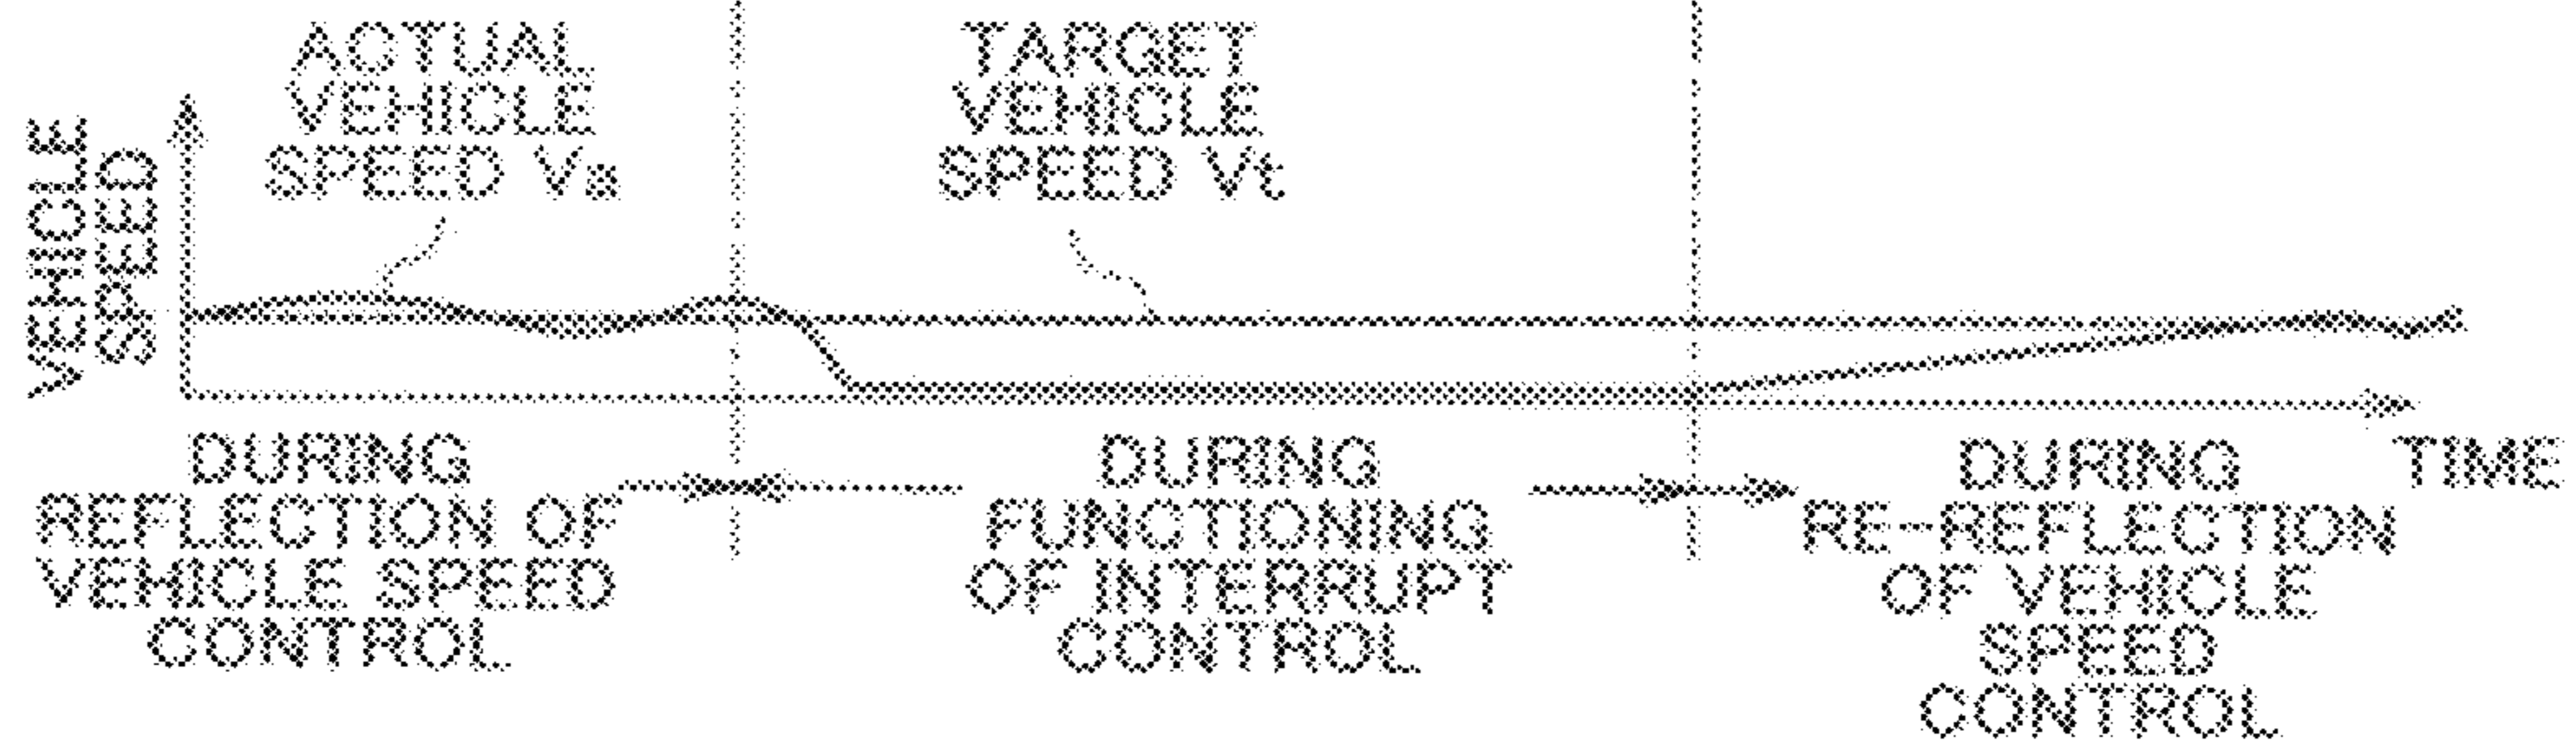 ACTUAL
VEHICLE
SPEED Va
TARGET
VEHICLE
SPEED Vt
VEHICLE
SPEED
DURING
REFLECTION OF
VEHICLE SPEED
CONTROL
DURING
FUNCTIONING
OF INTERRUPT
CONTROL
DURING
RE-REFLECTION
OF VEHICLE
SPEED
CONTROL
TIME